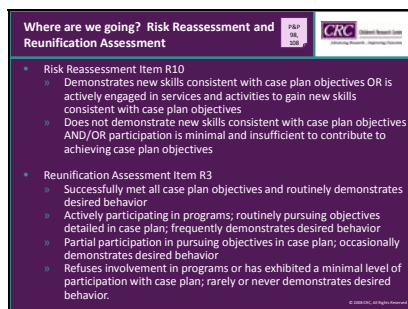 Where are we going? Risk Reassessment and
Reunification Assessment
P&P
98,
108
CRC Children's Research Center
• Risk Reassessment Item R10
» Demonstrates new skills consistent with case plan objectives OR is
actively engaged in services and activities to gain new skills
consistent with case plan objectives
» Does not demonstrate new skills consistent with case plan objectives
AND/OR participation is minimal and insufficient to contribute to
achieving case plan objectives
• Reunification Assessment Item R3
» Successfully met all case plan objectives and routinely demonstrates
desired behavior
» Actively participating in programs; routinely pursuing objectives
detailed in case plan; frequently demonstrates desired behavior
» Partial participation in pursuing objectives in case plan; occasionally
demonstrates desired behavior
» Refuses involvement in programs or has exhibited a minimal level of
participation with case plan; rarely or never demonstrates desired
behavior.
© 2008 CRC, All Rights Reserved